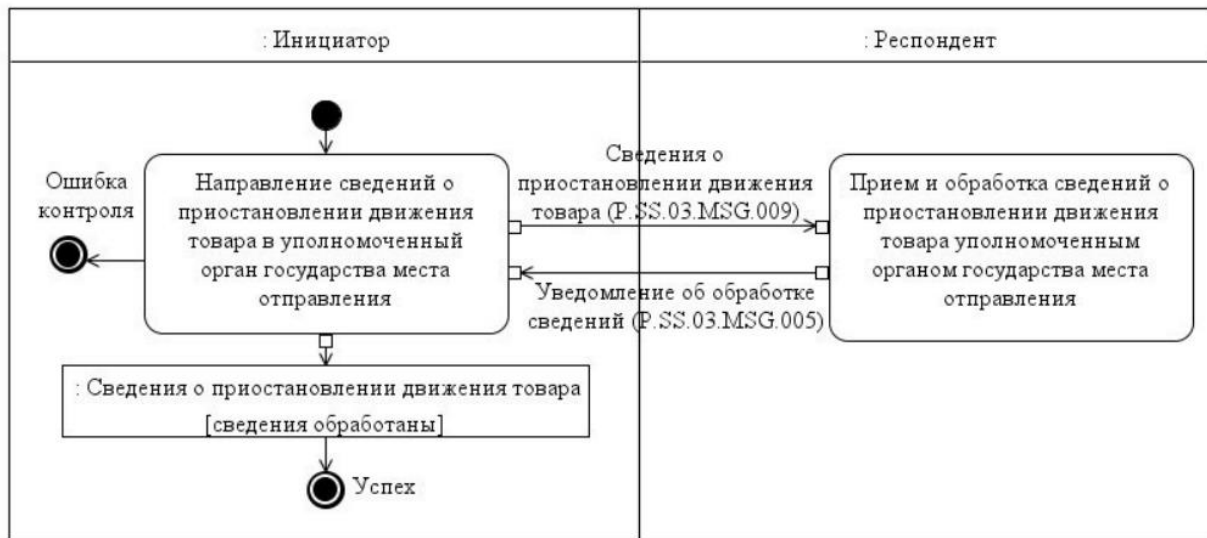 : Инициатор
: Респондент
Ошибка
контроля
Направление сведений о
приостановлении движения
товара в уполномоченный
орган государства места
отправления
Сведения о
приостановлении движения
товара (P.SS.03.MSG.009)
Уведомление об обработке
сведений (P.SS.03.MSG.005)
Прием и обработка сведений о
приостановлении движения
товара уполномоченным
органом государства места
отправления
: Сведения о приостановлении движения товара
[сведения обработаны]
Успех